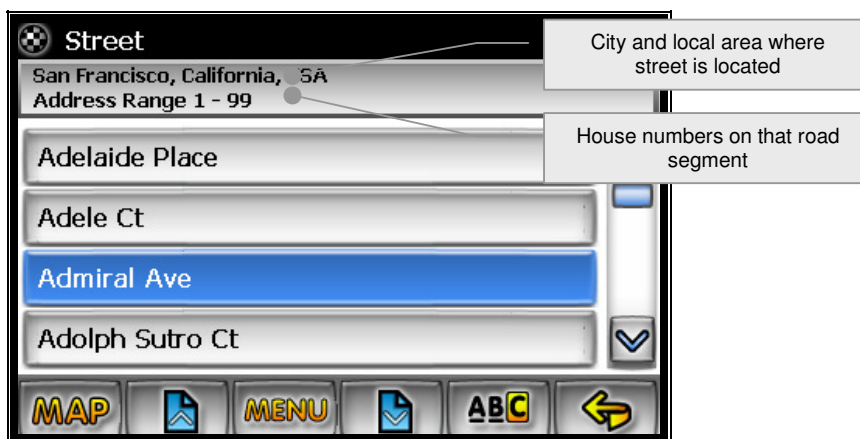 Street
San Francisco, California, USA
Address Range 1 - 99
City and local area where
street is located
House numbers on that road
segment
Adelaide Place
Adele Ct
Admiral Ave
Adolph Sutro Ct
MAP
MENU
ABC